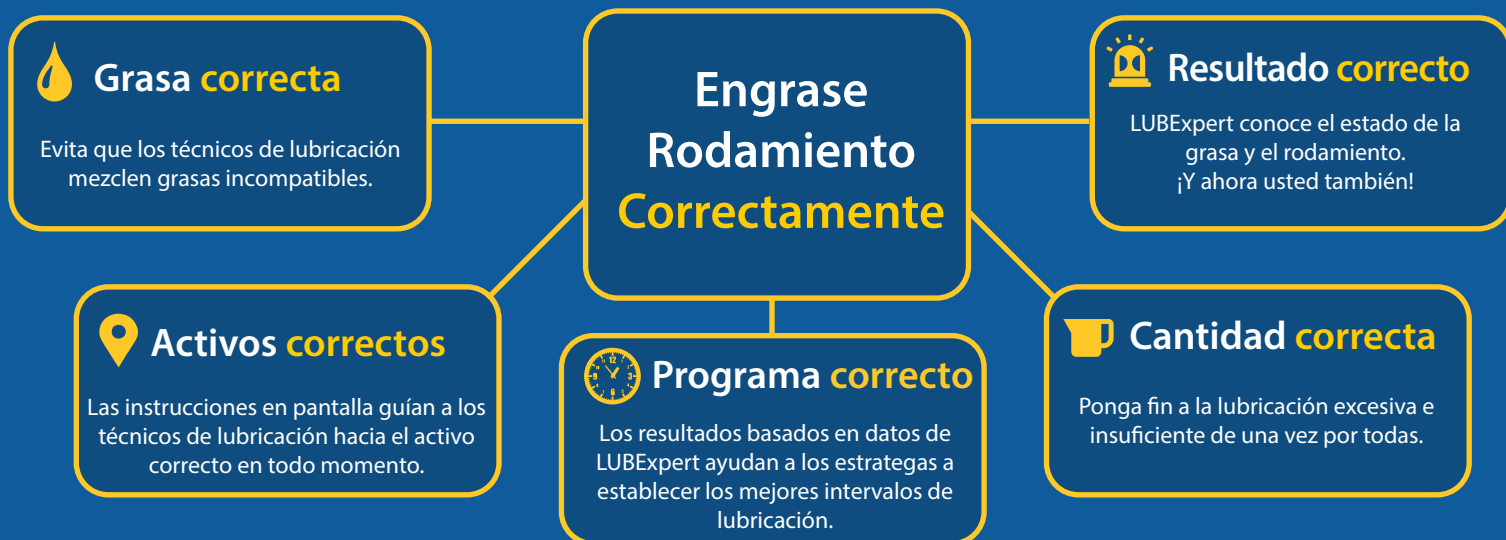 Grasa correcta
Evita que los técnicos de lubricación
mezclen grasas incompatibles.
Engrase
Rodamiento
Correctamente
Resultado correcto
LUBExpert conoce el estado de la
grasa y el rodamiento.
¡Y ahora usted también!
Activos correctos
Las instrucciones en pantalla guían a los
técnicos de lubricación hacia el activo
correcto en todo momento.
12
3
6
9
Programa correcto
Los resultados basados en datos de
LUBExpert ayudan a los estrategas a
establecer los mejores intervalos de
lubricación.
Cantidad correcta
Ponga fin a la lubricación excesiva e
insuficiente de una vez por todas.